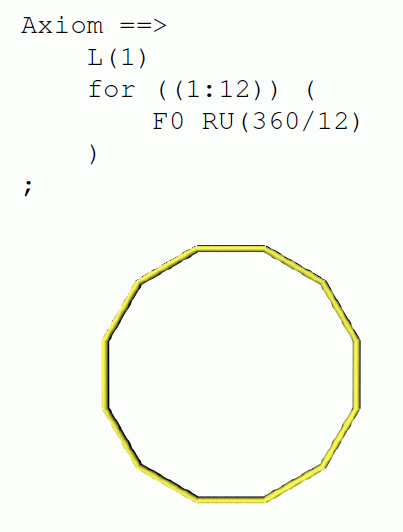 Axiom ==>
L(1)
for ((1:12)) (
F0 RU(360/12)
)
;